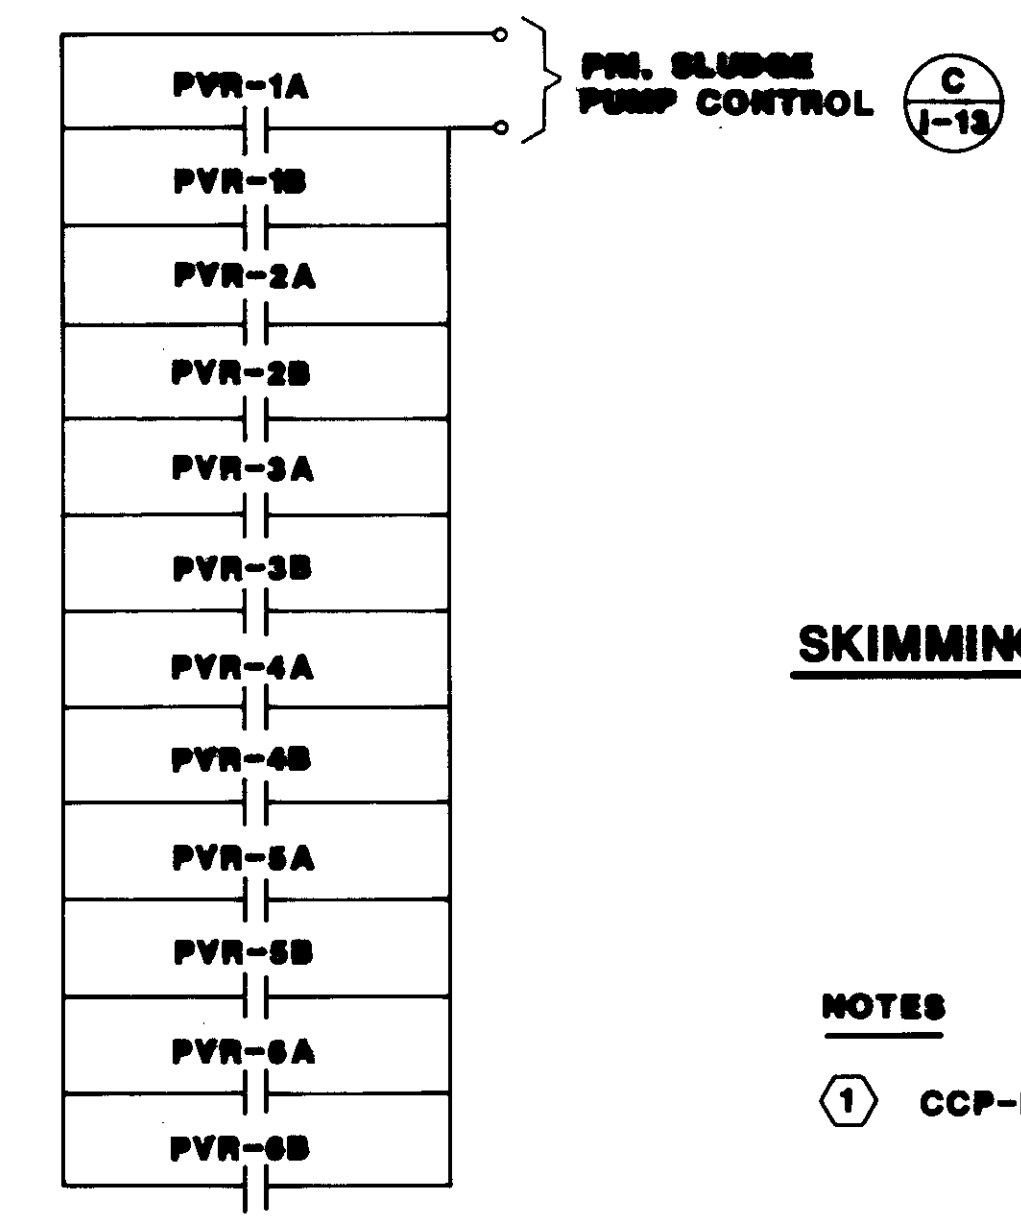 PVR-1A
PRI. SLUDGE
PUMP CONTROL
C
I-13
PVR-1B
PVR-2A
PVR-2B
PVR-3A
PVR-3B
PVR-4A
PVR-4B
PVR-5A
PVR-5B
PVR-6A
PVR-6B
SKIMMING
NOTES
1 CCP-